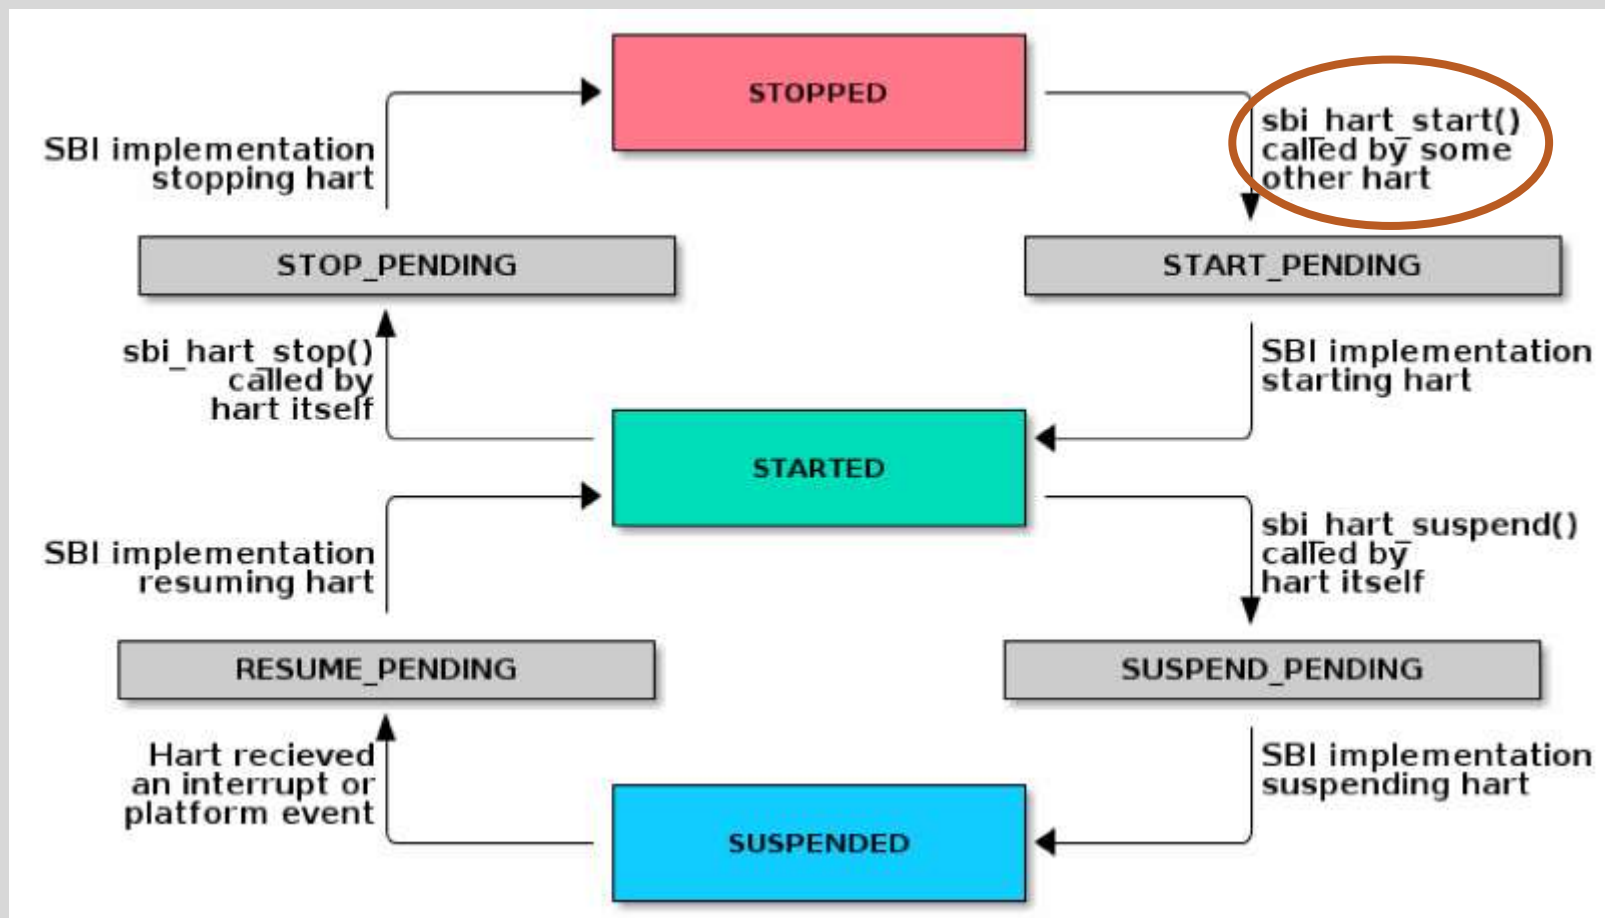 STOPPED
sbi_hart_start()
called by some
other hart
SBI implementation
stopping hart
STOP_PENDING
START_PENDING
sbi_hart_stop()
called by
hart itself
SBI implementation
starting hart
STARTED
SBI implementation
resuming hart
sbi_hart_suspend()
called by
hart itself
RESUME_PENDING
SUSPEND_PENDING
Hart recieved
an interrupt or
platform event
SBI implementation
suspending hart
SUSPENDED